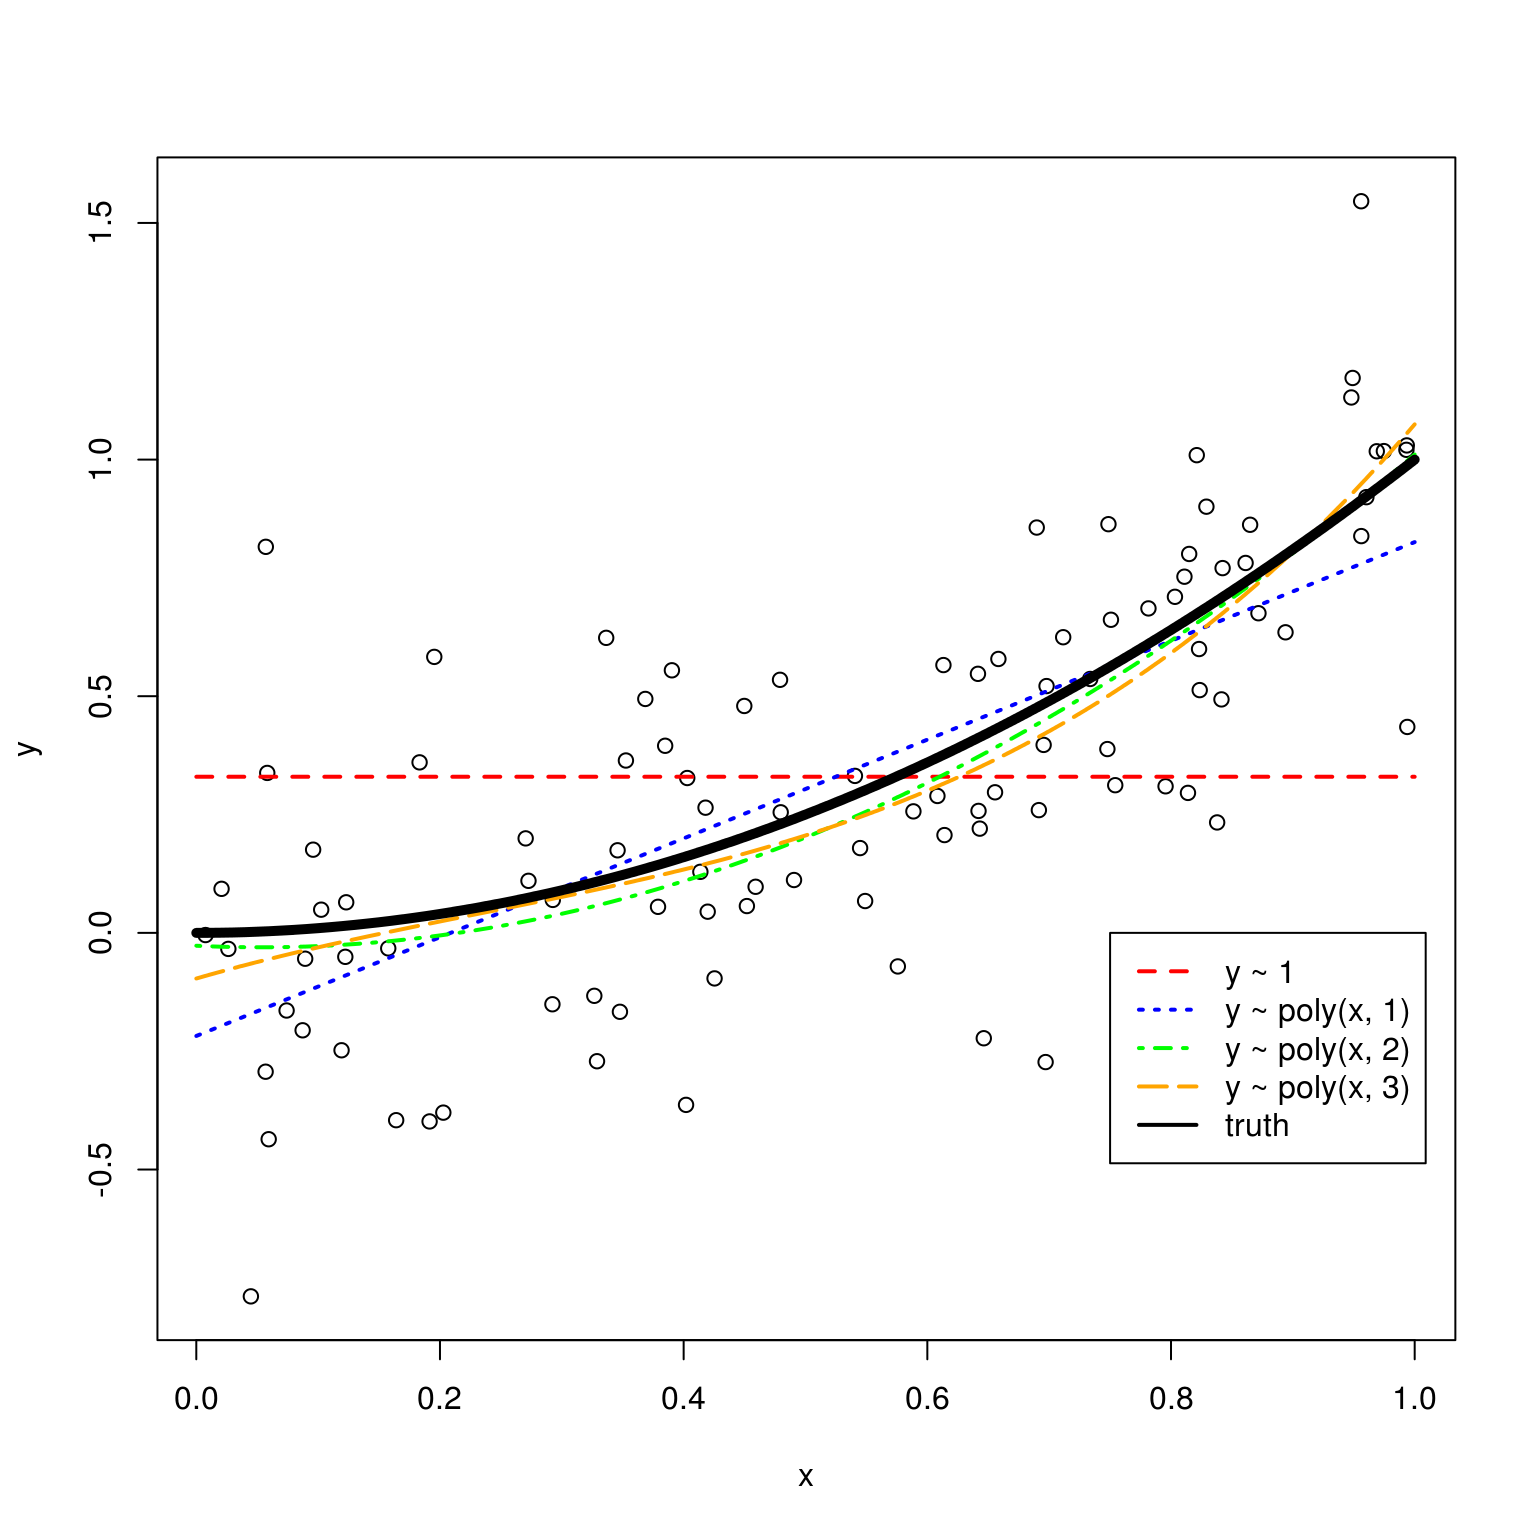 1.5
1.0
0.5
0.0
-0.5
y
0.0 0.2 0.4 0.6 0.8 1.0
x
y ~ 1
y ~ poly(x, 1)
y ~ poly(x, 2)
y ~ poly(x, 3)
truth